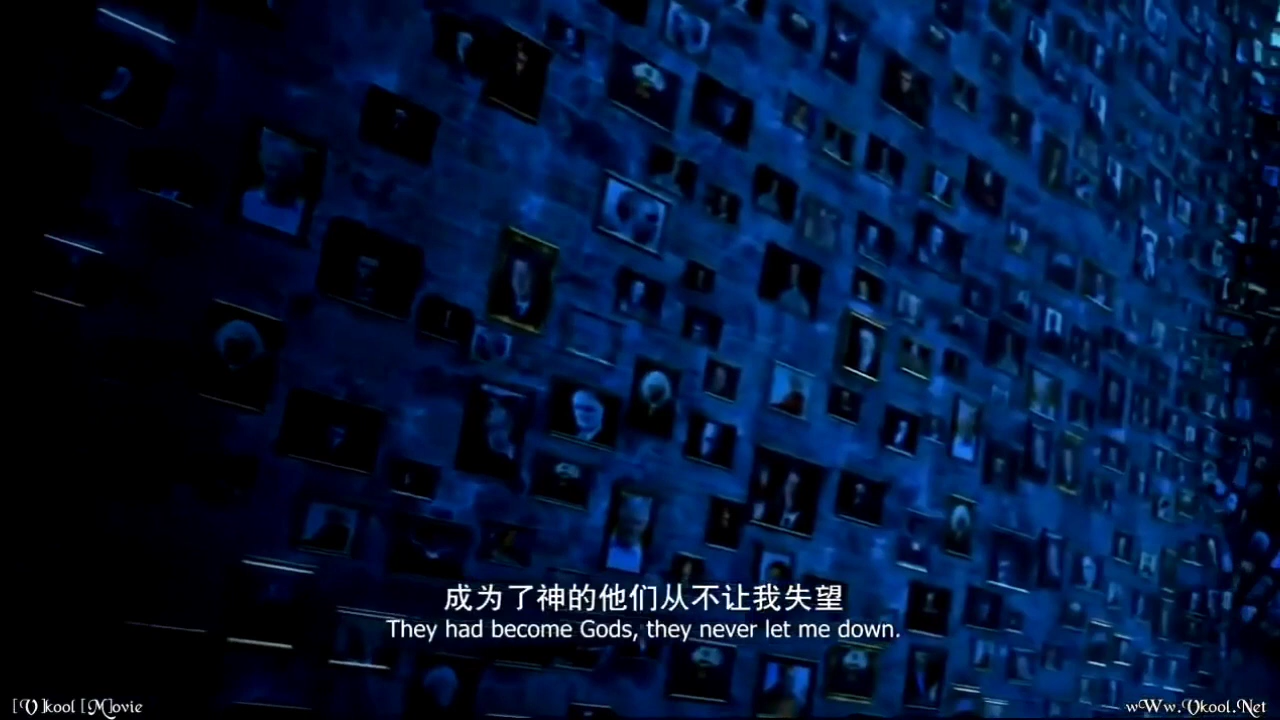 成为了神的他们从不让我失望
They had become Gods, they never let me down.
[V]kool [M]ovie
wWw.Vkool.Net